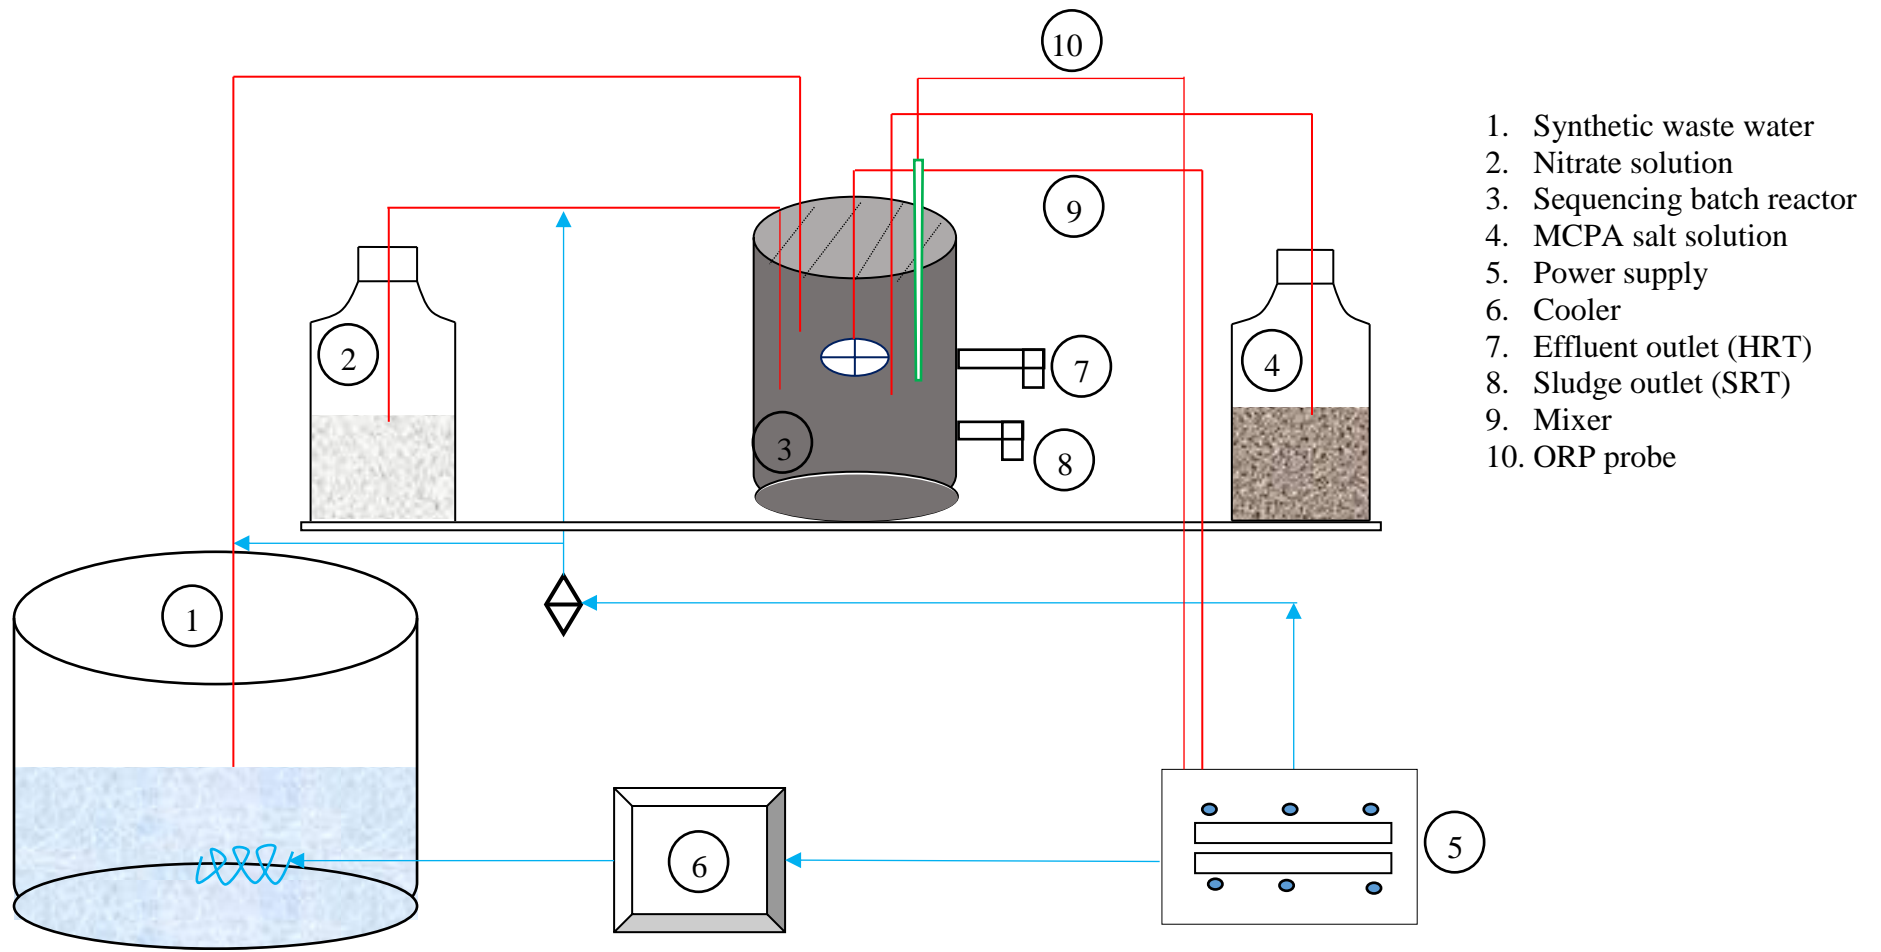 10
1. Synthetic waste water
2. Nitrate solution
3. Sequencing batch reactor
4. MCPA salt solution
5. Power supply
6. Cooler
7. Effluent outlet (HRT)
8. Sludge outlet (SRT)
9. Mixer
10. ORP probe
9
2
7
4
3
8
1
6
5